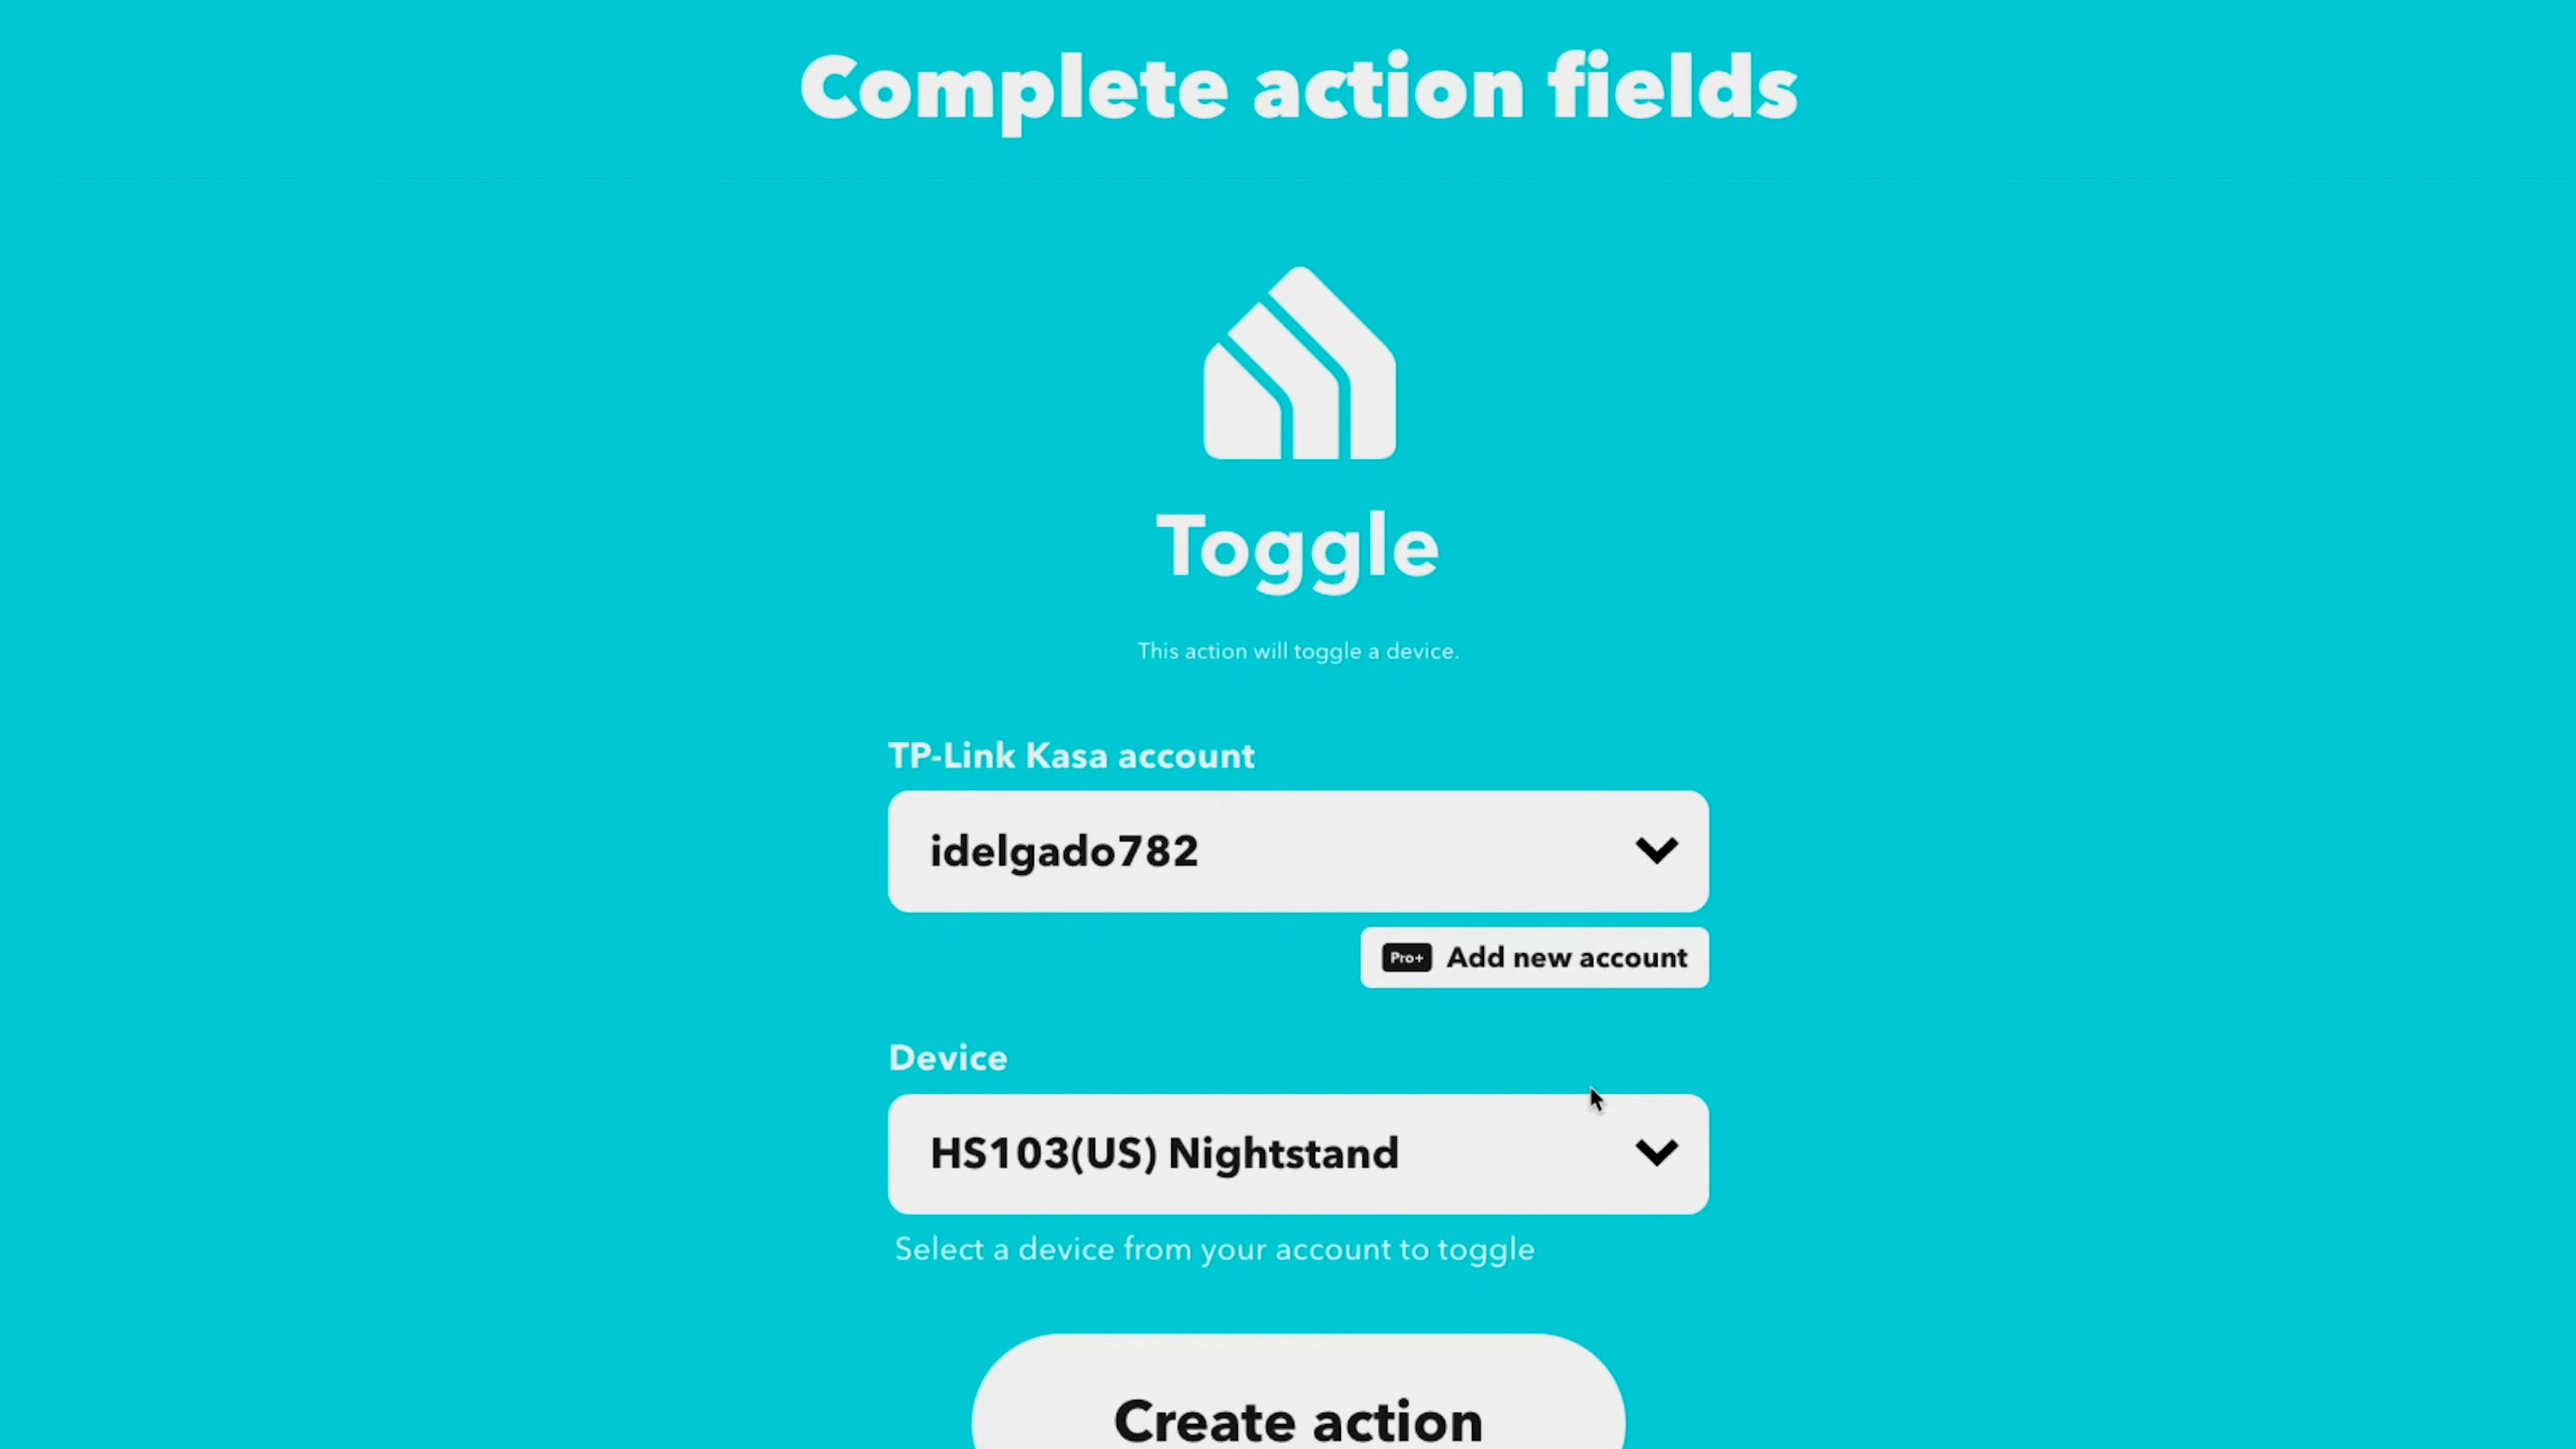 Complete action fields
Toggle
This action will toggle a device.
TP-Link Kasa account
idelgado782
Pro+ Add new account
Device
HS103(US) Nightstand
Select a device from your account to toggle
Create action